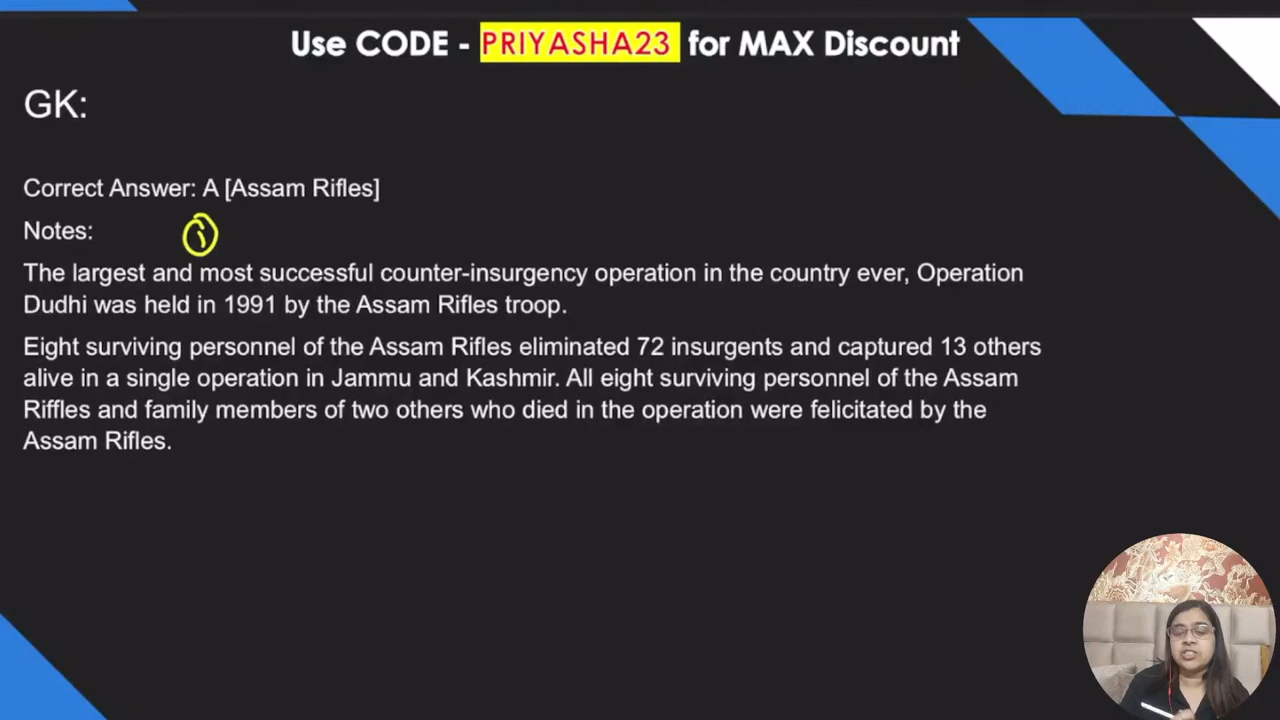 Use CODE - PRIYASHA23 for MAX Discount
GK:
Correct Answer: A [Assam Rifles]
Notes:
The largest and most successful counter-insurgency operation in the country ever, Operation
Dudhi was held in 1991 by the Assam Rifles troop.
Eight surviving personnel of the Assam Rifles eliminated 72 insurgents and captured 13 others
alive in a single operation in Jammu and Kashmir. All eight surviving personnel of the Assam
Riffles and family members of two others who died in the operation were felicitated by the
Assam Rifles.